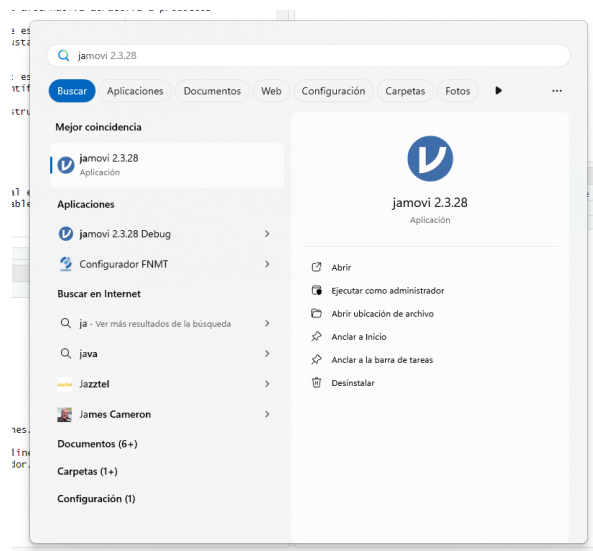 jamovi 2.3.28
Buscar Aplicaciones Documentos Web Configuración Carpetas Fotos ...
Mejor coincidencia
jamovi 2.3.28
Aplicación
Aplicaciones
jamovi 2.3.28 Debug
Configurador FNMT
Buscar en Internet
ja - Ver más resultados de la búsqueda
java
Jazztel
James Cameron
Documentos (6+)
Carpetas (1+)
Configuración (1)
jamovi 2.3.28
Aplicación
Abrir
Ejecutar como administrador
Abrir ubicación de archivo
Anclar a Inicio
Anclar a la barra de tareas
Desinstalar